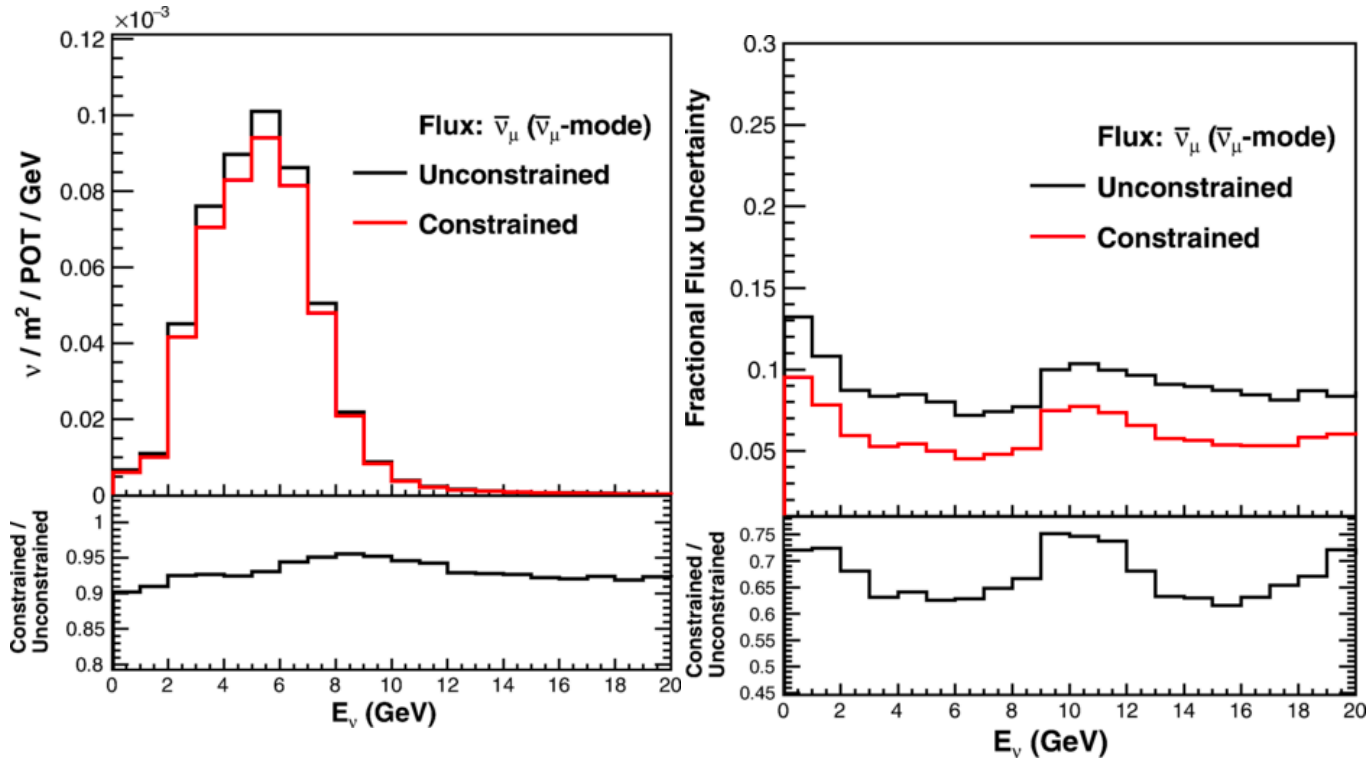 ×10⁻³
0.12
0.1
0.08
0.06
0.04
0.02
0
ν / m² / POT / GeV
Flux: ν̄μ (ν̄μ-mode)
Unconstrained
Constrained
1
0.95
0.9
0.85
0.8
Constrained /
Unconstrained
0 2 4 6 8 10 12 14 16 18 20
Eν (GeV)
0.3
0.25
0.2
0.15
0.1
0.05
Fractional Flux Uncertainty
Flux: ν̄μ (ν̄μ-mode)
Unconstrained
Constrained
0.75
0.7
0.65
0.6
0.55
0.5
0.45
Constrained /
Unconstrained
0 2 4 6 8 10 12 14 16 18 20
Eν (GeV)